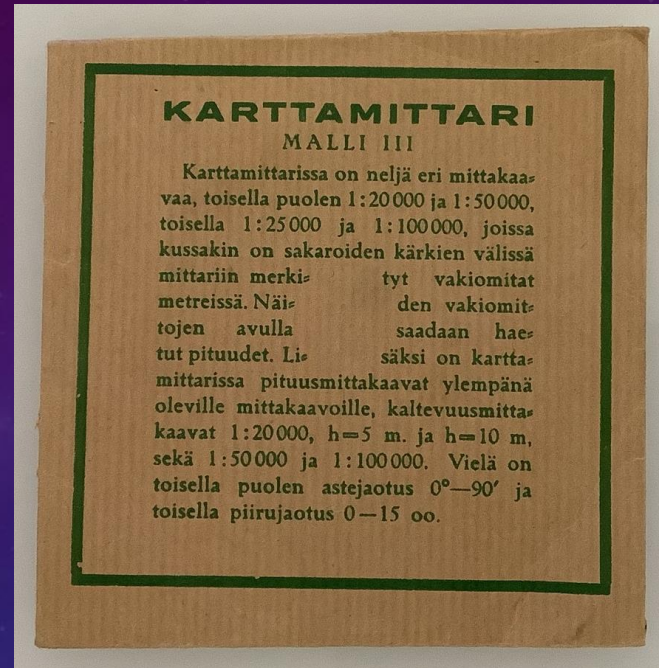 KARTTAMITTARI
MALLI III
Karttamittarissa on neljä eri mittakaa=
vaa, toisella puolen 1:20000 ja 1:50000,
toisella 1:25000 ja 1:100000, joissa
kussakin on sakaroiden kärkien välissä
mittariin merki= tyt vakiomitat
metreissä. Näi= den vakiomit=
tojen avulla saadaan hae=
tut pituudet. Li= säksi on kartta=
mittarissa pituusmittakaavat ylempänä
oleville mittakaavoille, kaltevuusmitta=
kaavat 1:20000, h=5 m. ja h=10 m,
sekä 1:50000 ja 1:100000. Vielä on
toisella puolen astejaotus 0°—90′ ja
toisella piirujaotus 0—15 oo.